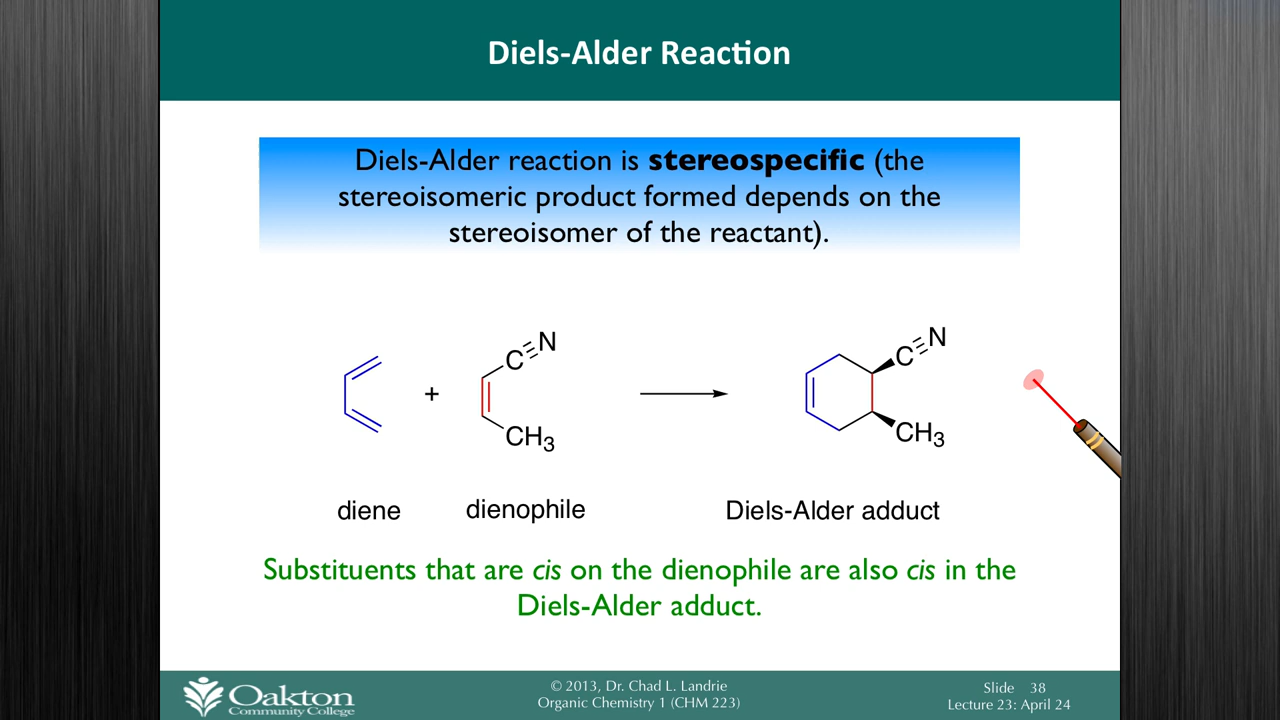 Diels-Alder Reaction
Diels-Alder reaction is stereospecific (the
stereoisomeric product formed depends on the
stereoisomer of the reactant).
C≡N
C≡N
+
CH3
CH3
diene
dienophile
Diels-Alder adduct
Substituents that are cis on the dienophile are also cis in the
Diels-Alder adduct.
Oakton
Community College
© 2013, Dr. Chad L. Landrie
Organic Chemistry 1 (CHM 223)
Slide 38
Lecture 23: April 24